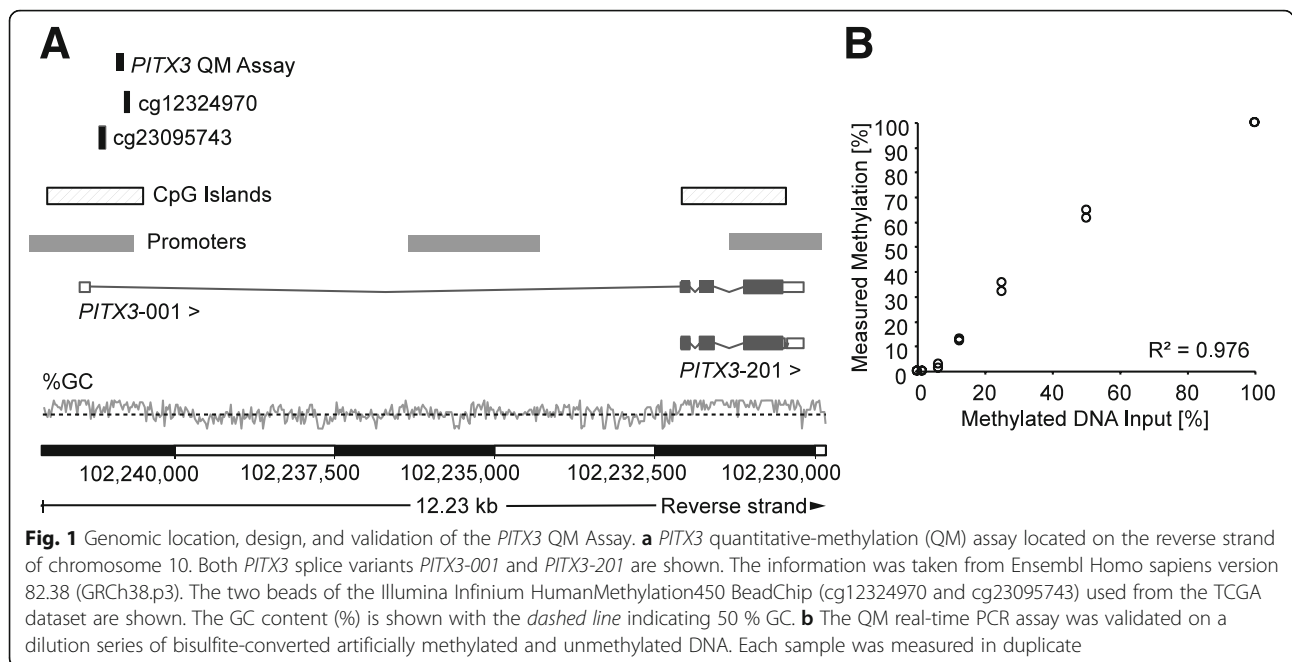 A
PITX3 QM Assay
cg12324970
cg23095743
CpG Islands
Promoters
PITX3-001 >
PITX3-201 >
%GC
102,240,000 102,237,500 102,235,000 102,232,500 102,230,000
12.23 kb Reverse strand
B
Measured Methylation [%]
100
90
80
70
60
50
40
30
20
10
0
0 20 40 60 80 100
R² = 0.976
Methylated DNA Input [%]
Fig. 1 Genomic location, design, and validation of the PITX3 QM Assay. a PITX3 quantitative-methylation (QM) assay located on the reverse strand
of chromosome 10. Both PITX3 splice variants PITX3-001 and PITX3-201 are shown. The information was taken from Ensembl Homo sapiens version
82.38 (GRCh38.p3). The two beads of the Illumina Infinium HumanMethylation450 BeadChip (cg12324970 and cg23095743) used from the TCGA
dataset are shown. The GC content (%) is shown with the dashed line indicating 50 % GC. b The QM real-time PCR assay was validated on a
dilution series of bisulfite-converted artificially methylated and unmethylated DNA. Each sample was measured in duplicate